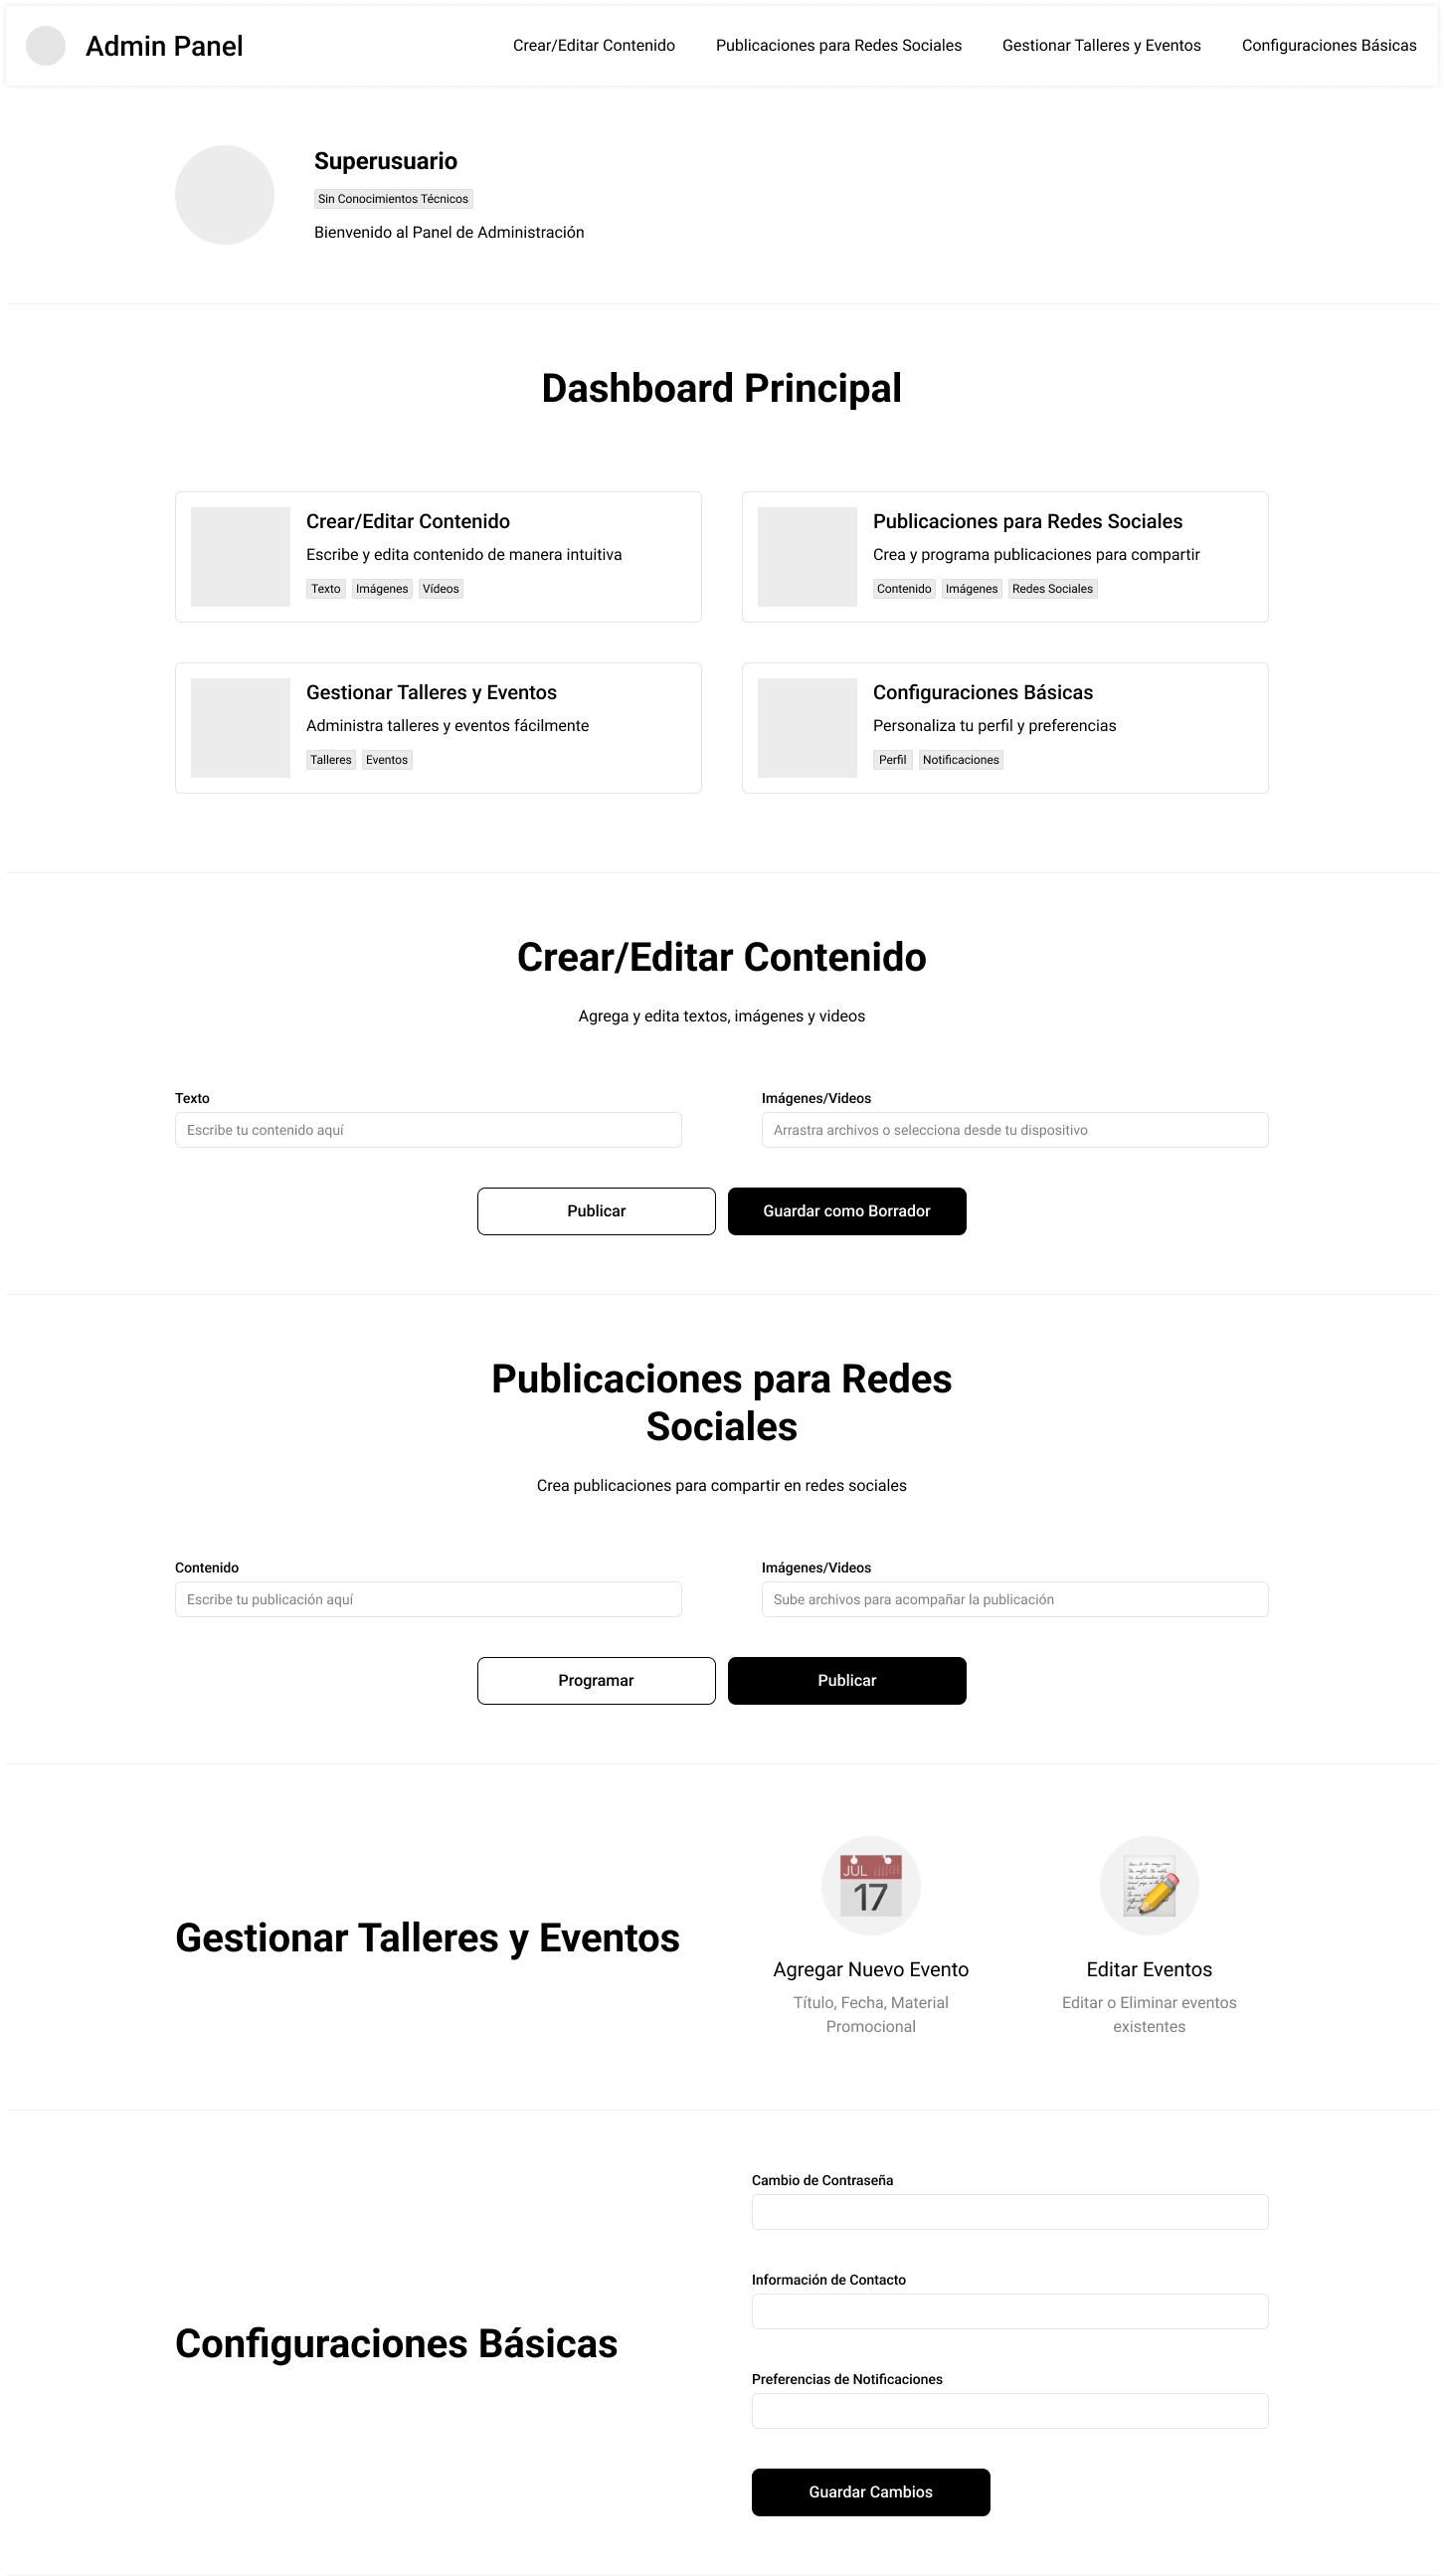 Admin Panel
Crear/Editar Contenido
Publicaciones para Redes Sociales
Gestionar Talleres y Eventos
Configuraciones Básicas
Superusuario
Sin Conocimientos Técnicos
Bienvenido al Panel de Administración
Dashboard Principal
Crear/Editar Contenido
Escribe y edita contenido de manera intuitiva
Texto Imágenes Vídeos
Publicaciones para Redes Sociales
Crea y programa publicaciones para compartir
Contenido Imágenes Redes Sociales
Gestionar Talleres y Eventos
Administra talleres y eventos fácilmente
Talleres Eventos
Configuraciones Básicas
Personaliza tu perfil y preferencias
Perfil Notificaciones
Crear/Editar Contenido
Agrega y edita textos, imágenes y videos
Texto
Escribe tu contenido aquí
Imágenes/Videos
Arrastra archivos o selecciona desde tu dispositivo
Publicar
Guardar como Borrador
Publicaciones para Redes
Sociales
Crea publicaciones para compartir en redes sociales
Contenido
Escribe tu publicación aquí
Imágenes/Videos
Sube archivos para acompañar la publicación
Programar
Publicar
Gestionar Talleres y Eventos
JUL
17
Agregar Nuevo Evento
Título, Fecha, Material
Promocional
Editar Eventos
Editar o Eliminar eventos
existentes
Configuraciones Básicas
Cambio de Contraseña
Información de Contacto
Preferencias de Notificaciones
Guardar Cambios